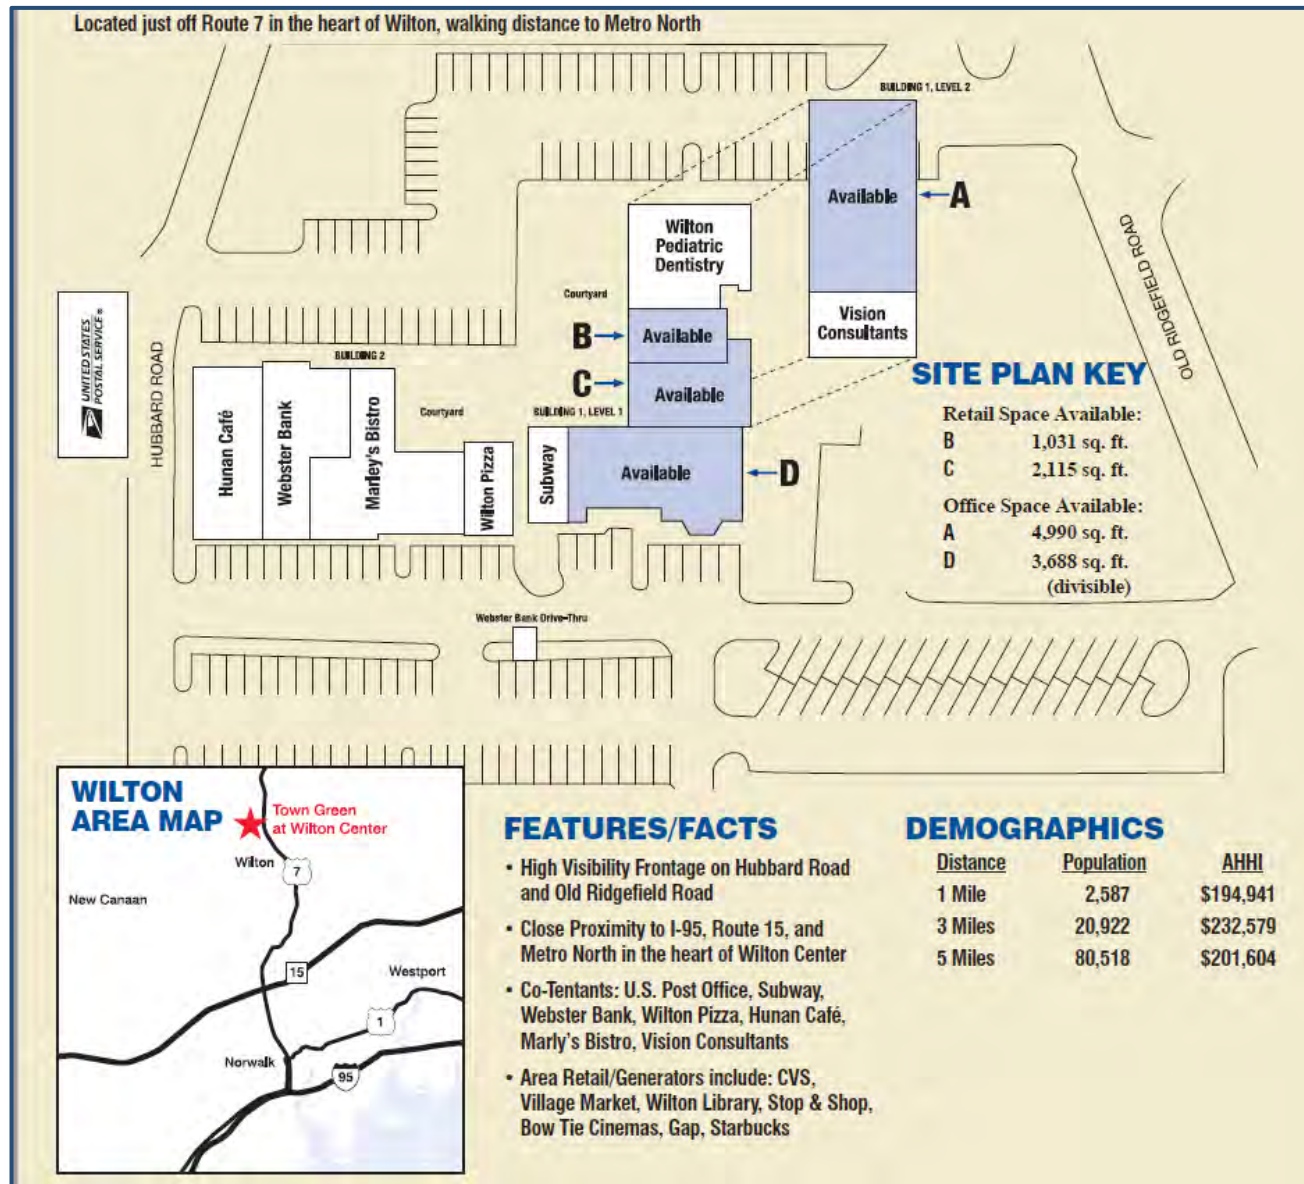 Located just off Route 7 in the heart of Wilton, walking distance to Metro North
BUILDING 1, LEVEL 2
Available
A
Wilton
Pediatric
Dentistry
Courtyard
B
Available
Vision
Consultants
C
Available
BUILDING 1, LEVEL 1
Subway
Available
D
OLD RIDGEFIELD ROAD
UNITED STATES
POSTAL SERVICE®
HUBBARD ROAD
BUILDING 2
Hunan Café
Webster Bank
Marley's Bistro
Courtyard
Wilton Pizza
Webster Bank Drive-Thru
SITE PLAN KEY
Retail Space Available:
B 1,031 sq. ft.
C 2,115 sq. ft.
Office Space Available:
A 4,990 sq. ft.
D 3,688 sq. ft.
(divisible)
WILTON
AREA MAP
Town Green
at Wilton Center
Wilton
7
New Canaan
15
Westport
1
Norwalk
95
FEATURES/FACTS
• High Visibility Frontage on Hubbard Road
and Old Ridgefield Road
• Close Proximity to I-95, Route 15, and
Metro North in the heart of Wilton Center
• Co-Tentants: U.S. Post Office, Subway,
Webster Bank, Wilton Pizza, Hunan Café,
Marly's Bistro, Vision Consultants
• Area Retail/Generators include: CVS,
Village Market, Wilton Library, Stop & Shop,
Bow Tie Cinemas, Gap, Starbucks
DEMOGRAPHICS
Distance Population AHHI
1 Mile 2,587 $194,941
3 Miles 20,922 $232,579
5 Miles 80,518 $201,604